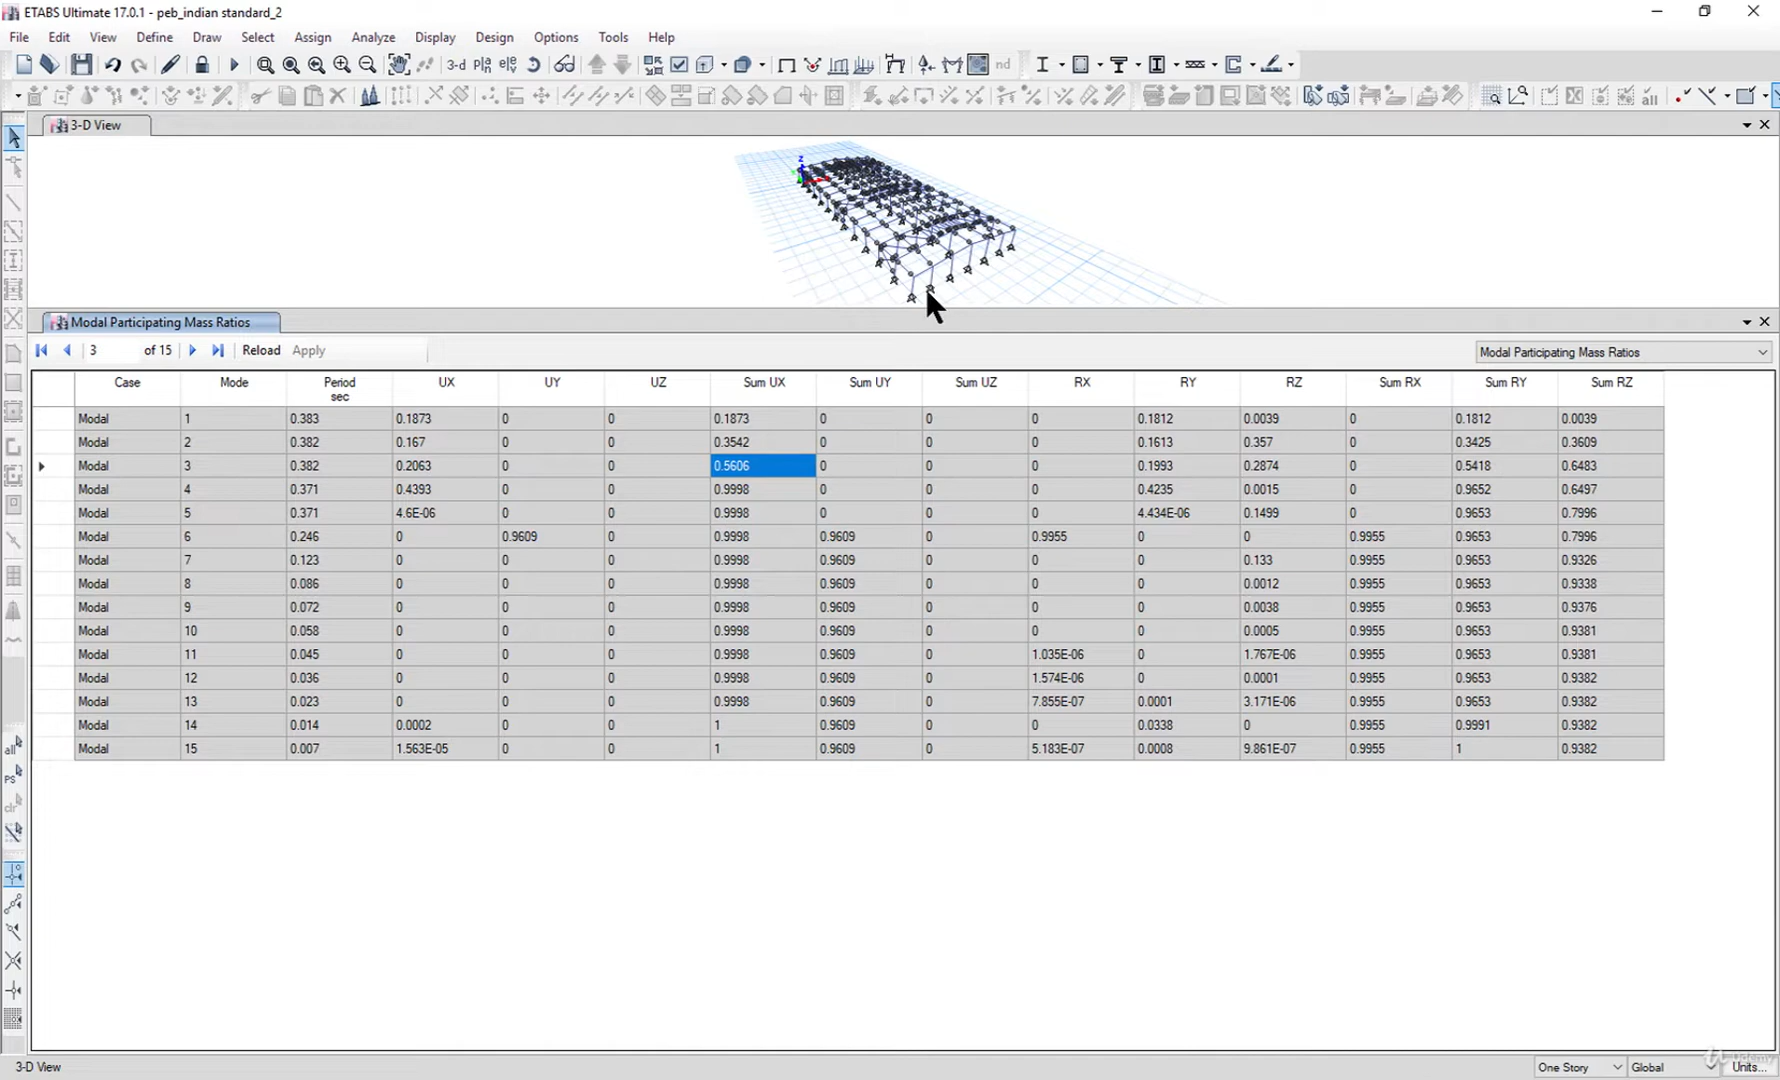 ETABS Ultimate 17.0.1 - peb_indian standard_2
File Edit View Define Draw Select Assign Analyze Display Design Options Tools Help
3-d Pla ele nd
all
3-D View
Z
Modal Participating Mass Ratios
3 of 15 Reload Apply Modal Participating Mass Ratios
Case Mode Period UX UY UZ Sum UX Sum UY Sum UZ RX RY RZ Sum RX Sum RY Sum RZ
sec
Modal 1 0.383 0.1873 0 0 0.1873 0 0 0 0.1812 0.0039 0 0.1812 0.0039
Modal 2 0.382 0.167 0 0 0.3542 0 0 0 0.1613 0.357 0 0.3425 0.3609
Modal 3 0.382 0.2063 0 0 0.5606 0 0 0 0.1993 0.2874 0 0.5418 0.6483
Modal 4 0.371 0.4393 0 0 0.9998 0 0 0 0.4235 0.0015 0 0.9652 0.6497
Modal 5 0.371 4.6E-06 0 0 0.9998 0 0 0 4.434E-06 0.1499 0 0.9653 0.7996
Modal 6 0.246 0 0.9609 0 0.9998 0.9609 0 0.9955 0 0 0.9955 0.9653 0.7996
Modal 7 0.123 0 0 0 0.9998 0.9609 0 0 0 0.133 0.9955 0.9653 0.9326
Modal 8 0.086 0 0 0 0.9998 0.9609 0 0 0 0.0012 0.9955 0.9653 0.9338
Modal 9 0.072 0 0 0 0.9998 0.9609 0 0 0 0.0038 0.9955 0.9653 0.9376
Modal 10 0.058 0 0 0 0.9998 0.9609 0 0 0 0.0005 0.9955 0.9653 0.9381
Modal 11 0.045 0 0 0 0.9998 0.9609 0 1.035E-06 0 1.767E-06 0.9955 0.9653 0.9381
Modal 12 0.036 0 0 0 0.9998 0.9609 0 1.574E-06 0 0.0001 0.9955 0.9653 0.9382
Modal 13 0.023 0 0 0 0.9998 0.9609 0 7.855E-07 0.0001 3.171E-06 0.9955 0.9653 0.9382
Modal 14 0.014 0.0002 0 0 1 0.9609 0 0 0.0338 0 0.9955 0.9991 0.9382
Modal 15 0.007 1.563E-05 0 0 1 0.9609 0 5.183E-07 0.0008 9.861E-07 0.9955 1 0.9382
all
PS
clr
3-D View One Story Global Units...
Udemy